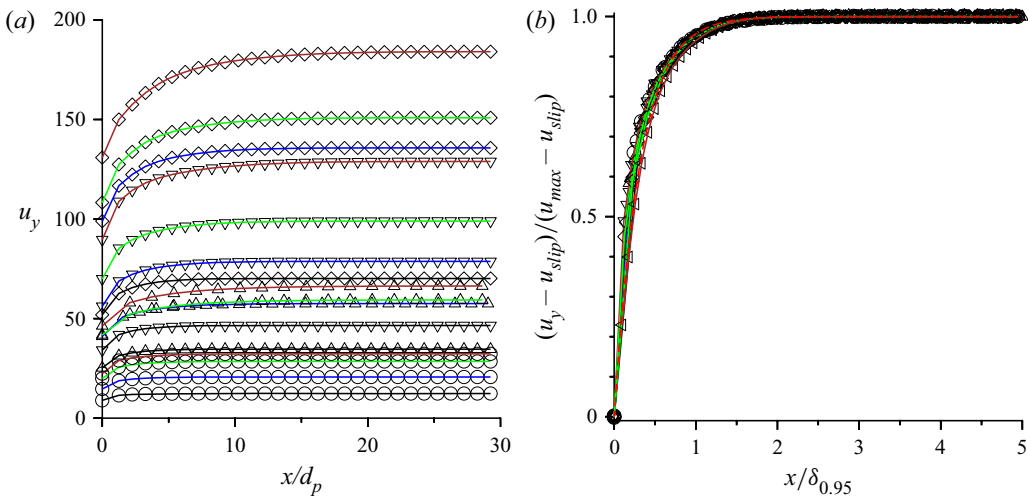 (a)
200
150
100
50
0
u_y
0 10 20 30
x/d_p
(b)
1.0
0.5
0
(u_y – u_slip)/(u_max – u_slip)
0 1 2 3 4 5
x/δ_0.95